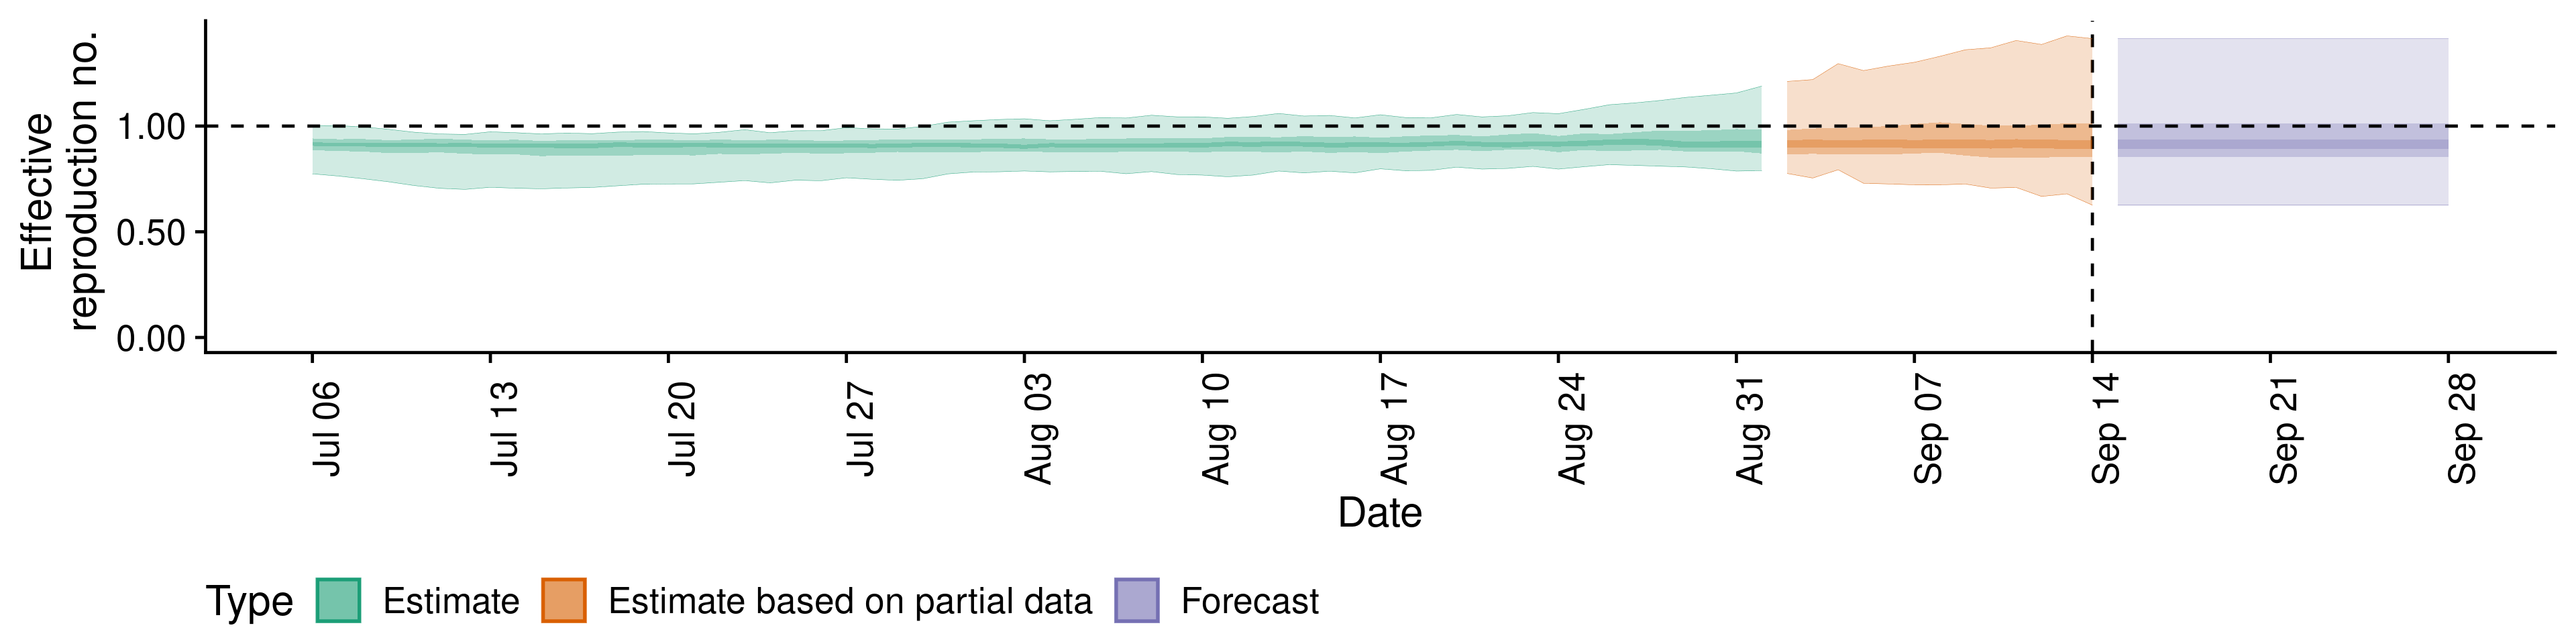 Effective
reproduction no.
1.00
0.50
0.00
Jul 06
Jul 13
Jul 20
Jul 27
Aug 03
Aug 10
Aug 17
Aug 24
Aug 31
Sep 07
Sep 14
Sep 21
Sep 28
Date
Type Estimate Estimate based on partial data Forecast